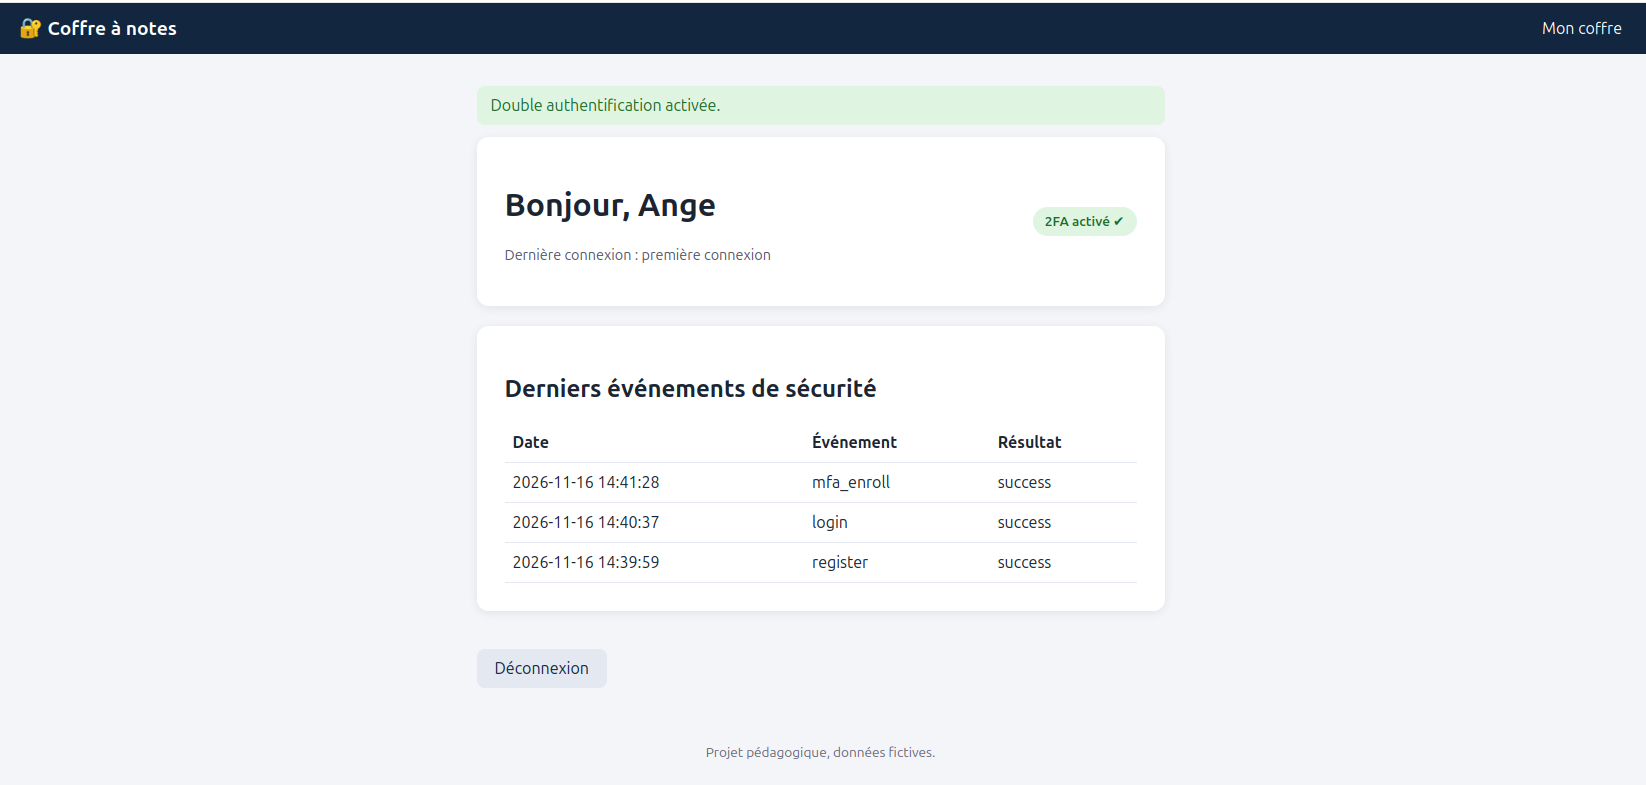 🔐 Coffre à notes
Mon coffre
Double authentification activée.
Bonjour, Ange
2FA activé ✔
Dernière connexion : première connexion
Derniers événements de sécurité
Date Événement Résultat
2026-11-16 14:41:28 mfa_enroll success
2026-11-16 14:40:37 login success
2026-11-16 14:39:59 register success
Déconnexion
Projet pédagogique, données fictives.